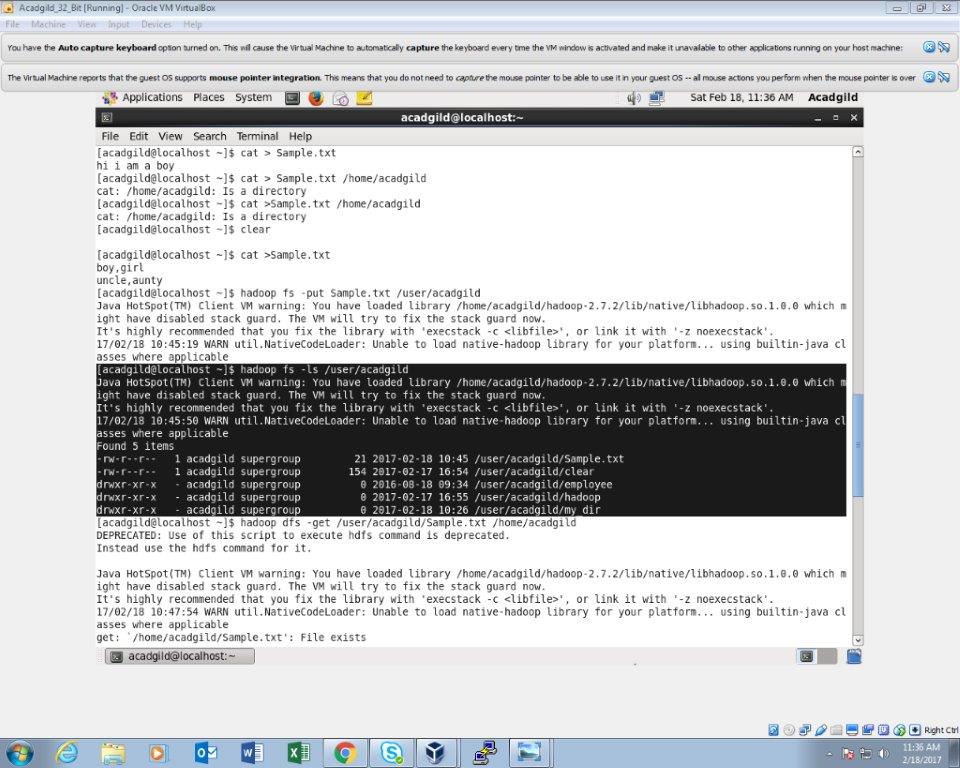 Acadgild_32_Bit [Running] - Oracle VM VirtualBox
File Machine View Input Devices Help
You have the Auto capture keyboard option turned on. This will cause the Virtual Machine to automatically capture the keyboard every time the VM window is activated and make it unavailable to other applications running on your host machine:
The Virtual Machine reports that the guest OS supports mouse pointer integration. This means that you do not need to capture the mouse pointer to be able to use it in your guest OS -- all mouse actions you perform when the mouse pointer is over
Applications Places System Sat Feb 18, 11:36 AM Acadgild
acadgild@localhost:~
File Edit View Search Terminal Help
[acadgild@localhost ~]$ cat > Sample.txt
hi i am a boy
[acadgild@localhost ~]$ cat > Sample.txt /home/acadgild
cat: /home/acadgild: Is a directory
[acadgild@localhost ~]$ cat >Sample.txt /home/acadgild
cat: /home/acadgild: Is a directory
[acadgild@localhost ~]$ clear
[acadgild@localhost ~]$ cat >Sample.txt
boy,girl
uncle,aunty
[acadgild@localhost ~]$ hadoop fs -put Sample.txt /user/acadgild
Java HotSpot(TM) Client VM warning: You have loaded library /home/acadgild/hadoop-2.7.2/lib/native/libhadoop.so.1.0.0 which m
ight have disabled stack guard. The VM will try to fix the stack guard now.
It's highly recommended that you fix the library with 'execstack -c <libfile>', or link it with '-z noexecstack'.
17/02/18 10:45:19 WARN util.NativeCodeLoader: Unable to load native-hadoop library for your platform... using builtin-java cl
asses where applicable
[acadgild@localhost ~]$ hadoop fs -ls /user/acadgild
Java HotSpot(TM) Client VM warning: You have loaded library /home/acadgild/hadoop-2.7.2/lib/native/libhadoop.so.1.0.0 which m
ight have disabled stack guard. The VM will try to fix the stack guard now.
It's highly recommended that you fix the library with 'execstack -c <libfile>', or link it with '-z noexecstack'.
17/02/18 10:45:50 WARN util.NativeCodeLoader: Unable to load native-hadoop library for your platform... using builtin-java cl
asses where applicable
Found 5 items
-rw-r--r-- 1 acadgild supergroup 21 2017-02-18 10:45 /user/acadgild/Sample.txt
-rw-r--r-- 1 acadgild supergroup 154 2017-02-17 16:54 /user/acadgild/clear
drwxr-xr-x - acadgild supergroup 0 2016-08-18 09:34 /user/acadgild/employee
drwxr-xr-x - acadgild supergroup 0 2017-02-17 16:55 /user/acadgild/hadoop
drwxr-xr-x - acadgild supergroup 0 2017-02-18 10:26 /user/acadgild/my_dir
[acadgild@localhost ~]$ hadoop dfs -get /user/acadgild/Sample.txt /home/acadgild
DEPRECATED: Use of this script to execute hdfs command is deprecated.
Instead use the hdfs command for it.
Java HotSpot(TM) Client VM warning: You have loaded library /home/acadgild/hadoop-2.7.2/lib/native/libhadoop.so.1.0.0 which m
ight have disabled stack guard. The VM will try to fix the stack guard now.
It's highly recommended that you fix the library with 'execstack -c <libfile>', or link it with '-z noexecstack'.
17/02/18 10:47:54 WARN util.NativeCodeLoader: Unable to load native-hadoop library for your platform... using builtin-java cl
asses where applicable
get: `/home/acadgild/Sample.txt': File exists
acadgild@localhost:~
Right Ctrl
11:36 AM
2/18/2017